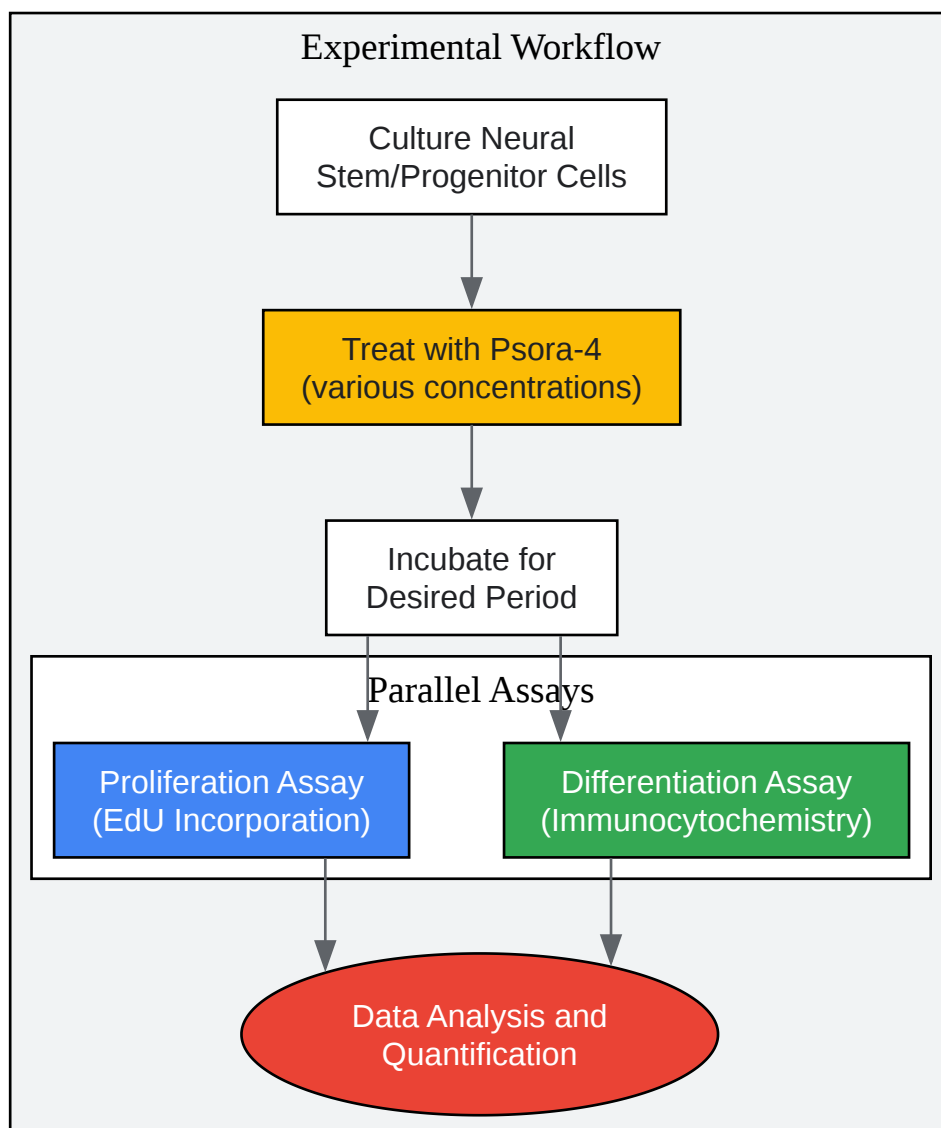 Experimental Workflow
Culture Neural
Stem/Progenitor Cells
Treat with Psora-4
(various concentrations)
Incubate for
Desired Period
Parallel Assays
Proliferation Assay
(EdU Incorporation)
Differentiation Assay
(Immunocytochemistry)
Data Analysis and
Quantification